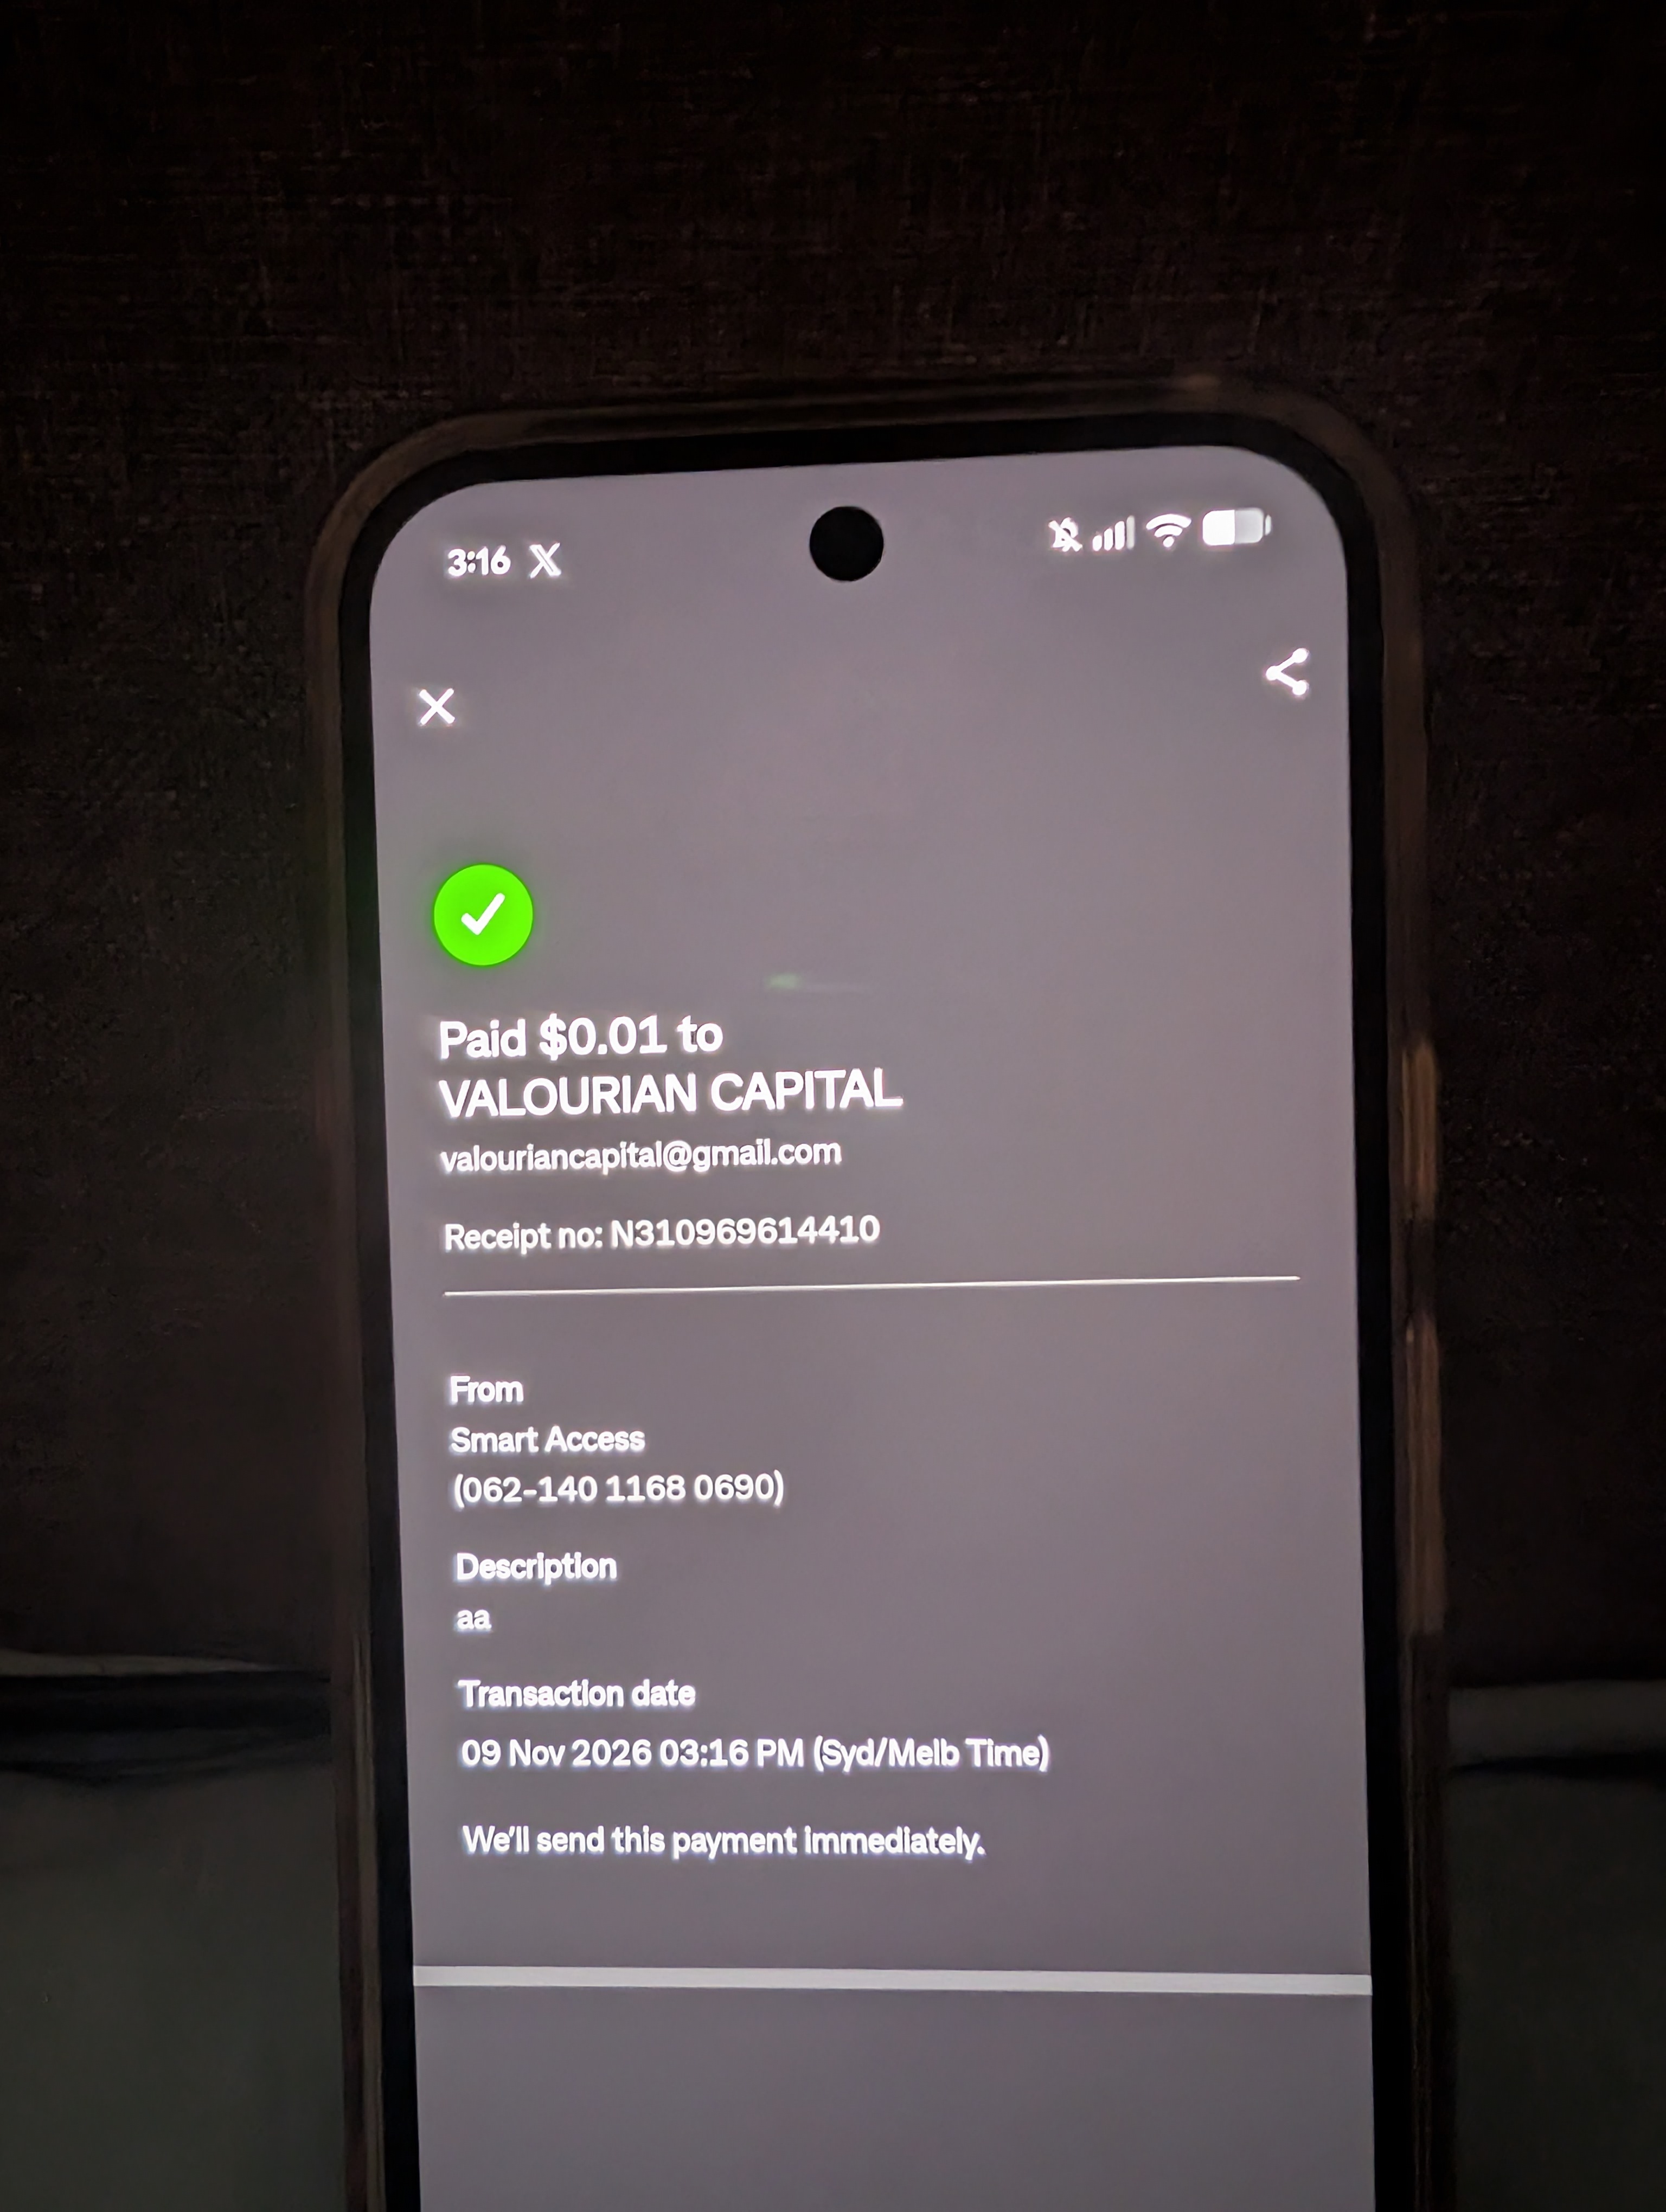 3:16 X
Paid $0.01 to
VALOURIAN CAPITAL
valouriancapital@gmail.com
Receipt no: N310969614410
From
Smart Access
(062-140 1168 0690)
Description
aa
Transaction date
09 Nov 2026 03:16 PM (Syd/Melb Time)
We'll send this payment immediately.